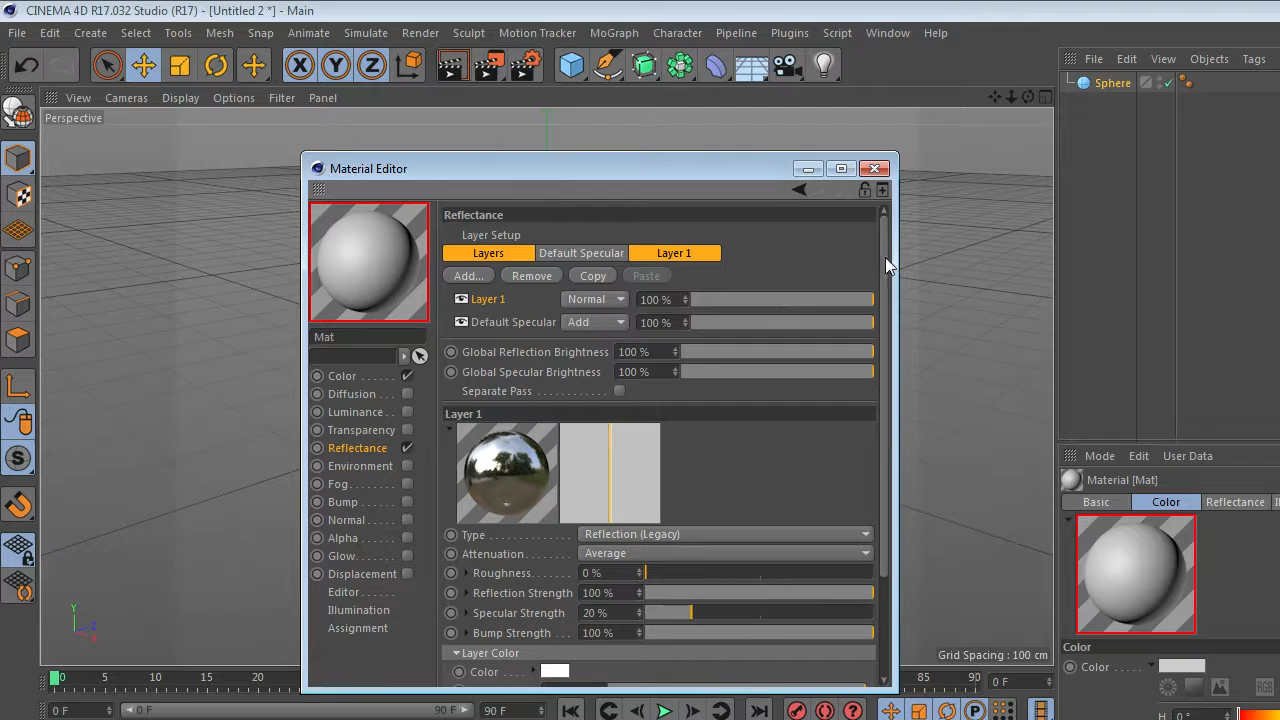 CINEMA 4D R17.032 Studio (R17) - [Untitled 2 *] - Main
File Edit Create Select Tools Mesh Snap Animate Simulate Render Sculpt Motion Tracker MoGraph Character Pipeline Plugins Script Window Help
X Y Z
File Edit View Objects Tags
View Cameras Display Options Filter Panel
Sphere
Perspective
Material Editor
Reflectance
Layer Setup
Layers Default Specular Layer 1
Add... Remove Copy Paste
Layer 1 Normal 100 %
Default Specular Add 100 %
Mat
Global Reflection Brightness 100 %
Global Specular Brightness 100 %
Separate Pass
Color
Diffusion
Luminance
Transparency
Reflectance
Environment
Fog
Bump
Normal
Alpha
Glow
Displacement
Editor
Illumination
Assignment
Layer 1
Type Reflection (Legacy)
Attenuation Average
Roughness 0 %
Reflection Strength 100 %
Specular Strength 20 %
Bump Strength 100 %
Layer Color
Color
Mode Edit User Data
Material [Mat]
Basic Color Reflectance
Color
Color
RGB
H 0 °
Y Z X
Grid Spacing : 100 cm
0 5 10 15 20 85 90 0 F
0 F 0 F 90 F 90 F
S
P